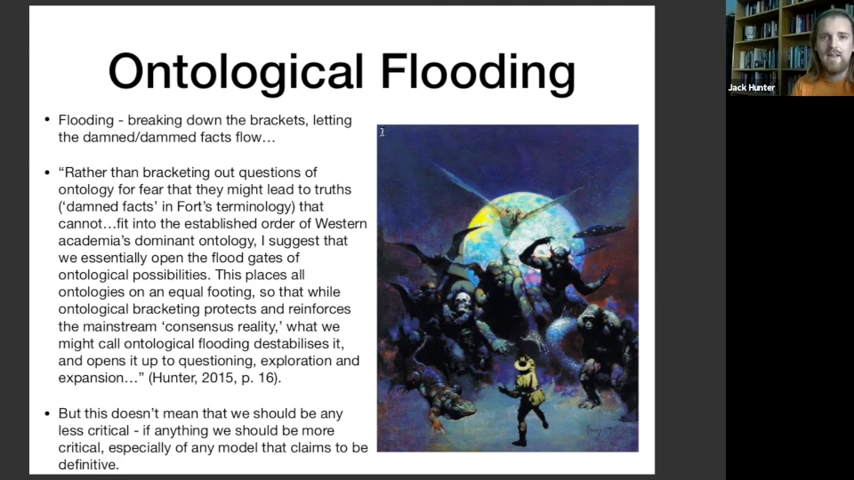 Ontological Flooding
• Flooding - breaking down the brackets, letting
the damned/dammed facts flow…
• “Rather than bracketing out questions of
ontology for fear that they might lead to truths
(‘damned facts’ in Fort’s terminology) that
cannot…fit into the established order of Western
academia’s dominant ontology, I suggest that
we essentially open the flood gates of
ontological possibilities. This places all
ontologies on an equal footing, so that while
ontological bracketing protects and reinforces
the mainstream ‘consensus reality,’ what we
might call ontological flooding destabilises it,
and opens it up to questioning, exploration and
expansion…” (Hunter, 2015, p. 16).
• But this doesn’t mean that we should be any
less critical - if anything we should be more
critical, especially of any model that claims to be
definitive.
Jack Hunter